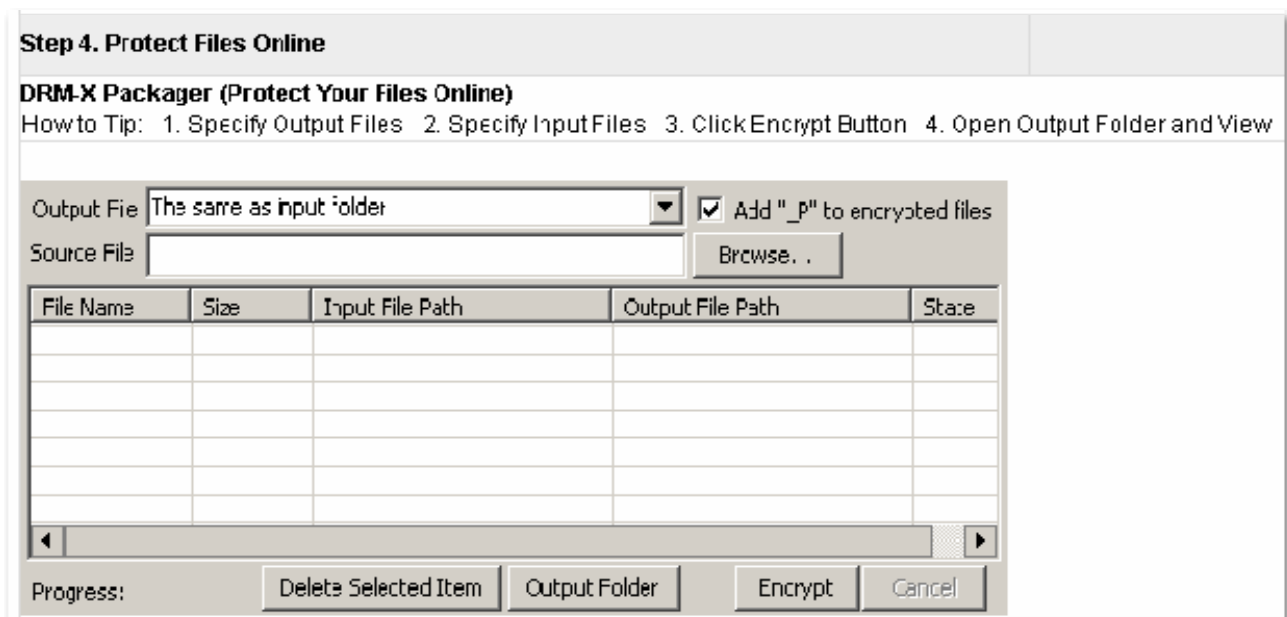 Step 4. Protect Files Online
DRM-X Packager (Protect Your Files Online)
How to Tip: 1. Specify Output Files 2. Specify Input Files 3. Click Encrypt Button 4. Open Output Folder and View
Output File The same as input folder Add "_P" to encrypted files
Source File Browse...
File Name Size Input File Path Output File Path State
Progress: Delete Selected Item Output Folder Encrypt Cancel